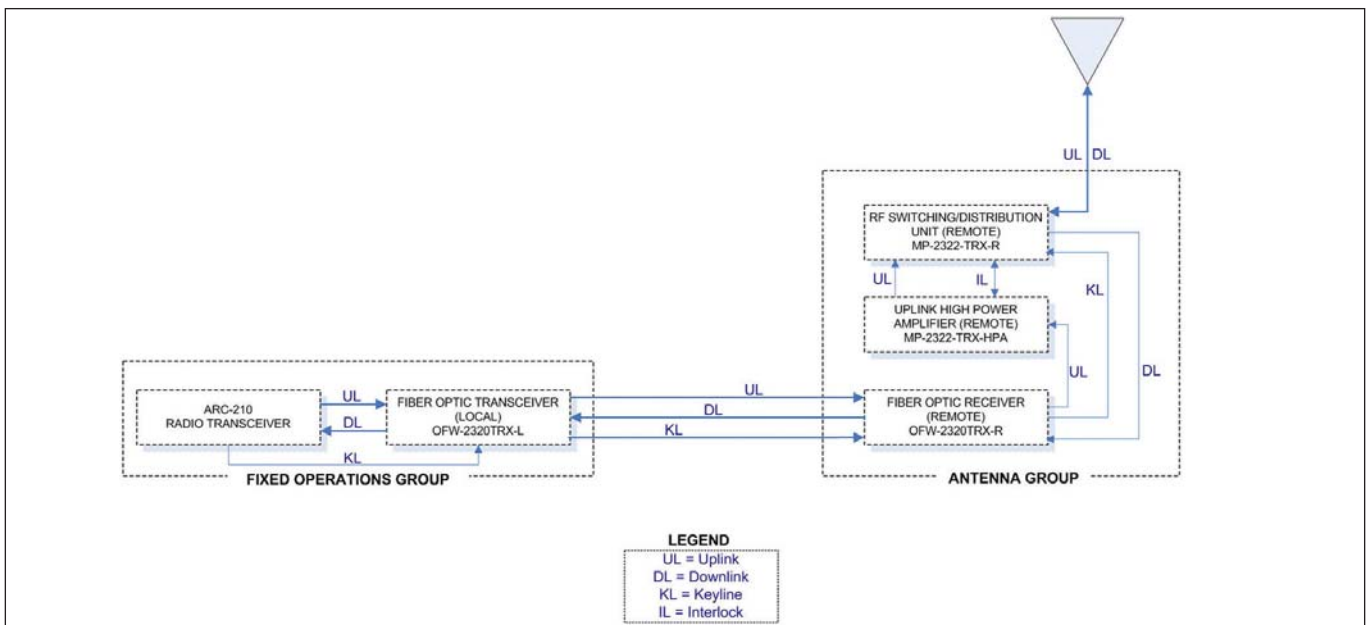 UL DL
RF SWITCHING/DISTRIBUTION
UNIT (REMOTE)
MP-2322-TRX-R
UL
IL
KL
UPLINK HIGH POWER
AMPLIFIER (REMOTE)
MP-2322-TRX-HPA
UL
DL
ARC-210
RADIO TRANSCEIVER
UL
DL
KL
FIBER OPTIC TRANSCEIVER
(LOCAL)
OFW-2320TRX-L
UL
DL
KL
FIBER OPTIC RECEIVER
(REMOTE)
OFW-2320TRX-R
FIXED OPERATIONS GROUP
ANTENNA GROUP
LEGEND
UL = Uplink
DL = Downlink
KL = Keyline
IL = Interlock